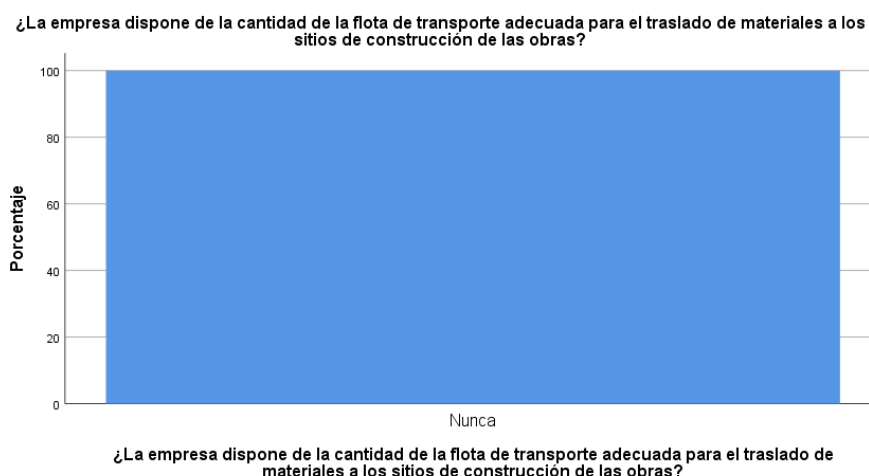 ¿La empresa dispone de la cantidad de la flota de transporte adecuada para el traslado de materiales a los
sitios de construcción de las obras?
100
80
60
40
20
0
Porcentaje
Nunca
¿La empresa dispone de la cantidad de la flota de transporte adecuada para el traslado de
materiales a los sitios de construcción de las obras?